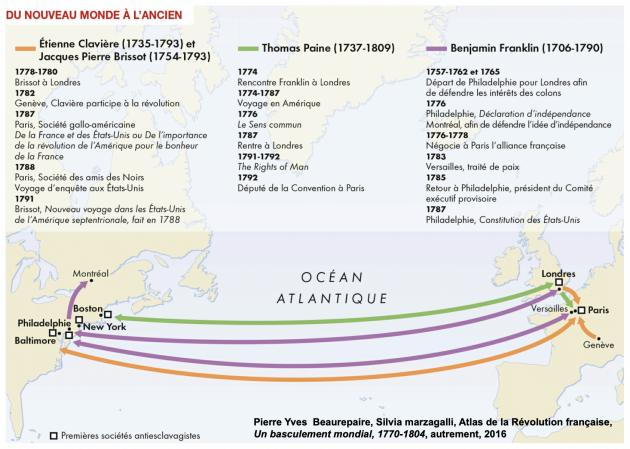 DU NOUVEAU MONDE À L'ANCIEN
Étienne Clavière (1735-1793) et
Jacques Pierre Brissot (1754-1793)
1778-1780
Brissot à Londres
1782
Genève, Clavière participe à la révolution
1787
Paris, Société gallo-américaine
De la France et des États-Unis ou De l'importance
de la révolution de l'Amérique pour le bonheur
de la France
1788
Paris, Société des amis des Noirs
Voyage d'enquête aux États-Unis
1791
Brissot, Nouveau voyage dans les États-Unis
de l'Amérique septentrionale, fait en 1788
Thomas Paine (1737-1809)
1774
Rencontre Franklin à Londres
1774-1787
Voyage en Amérique
1776
Le Sens commun
1787
Rentre à Londres
1791-1792
The Rights of Man
1792
Député de la Convention à Paris
Benjamin Franklin (1706-1790)
1757-1762 et 1765
Départ de Philadelphie pour Londres afin
de défendre les intérêts des colons
1776
Philadelphie, Déclaration d'indépendance
Montréal, afin de défendre l'idée d'indépendance
1776-1778
Négocie à Paris l'alliance française
1783
Versailles, traité de paix
1785
Retour à Philadelphie, président du Comité
exécutif provisoire
1787
Philadelphie, Constitution des États-Unis
Montréal
Boston
Philadelphie
New York
Baltimore
OCÉAN
ATLANTIQUE
Londres
Versailles
Paris
Genève
Premières sociétés antiesclavagistes
Pierre Yves Beaurepaire, Silvia marzagalli, Atlas de la Révolution française,
Un basculement mondial, 1770-1804, autrement, 2016